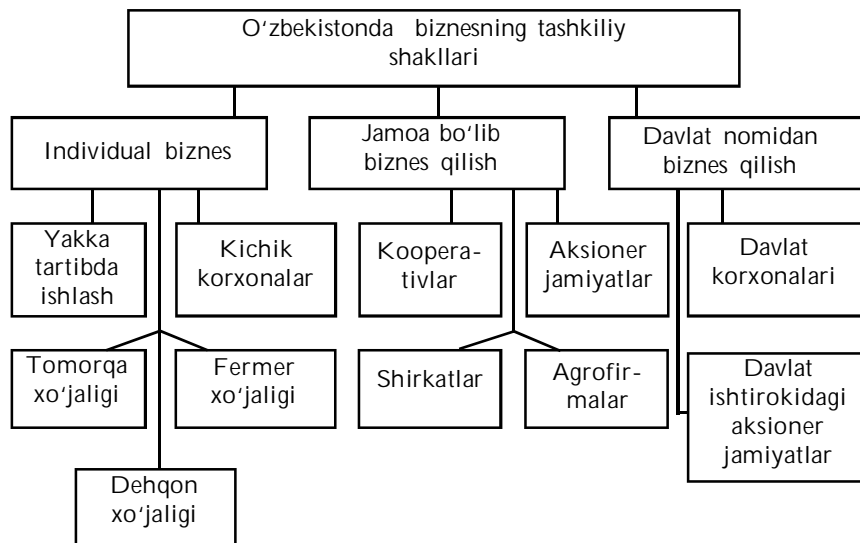 O‘zbekistonda biznesning tashkiliy
shakllari
Individual biznes
Jamoa bo‘lib
biznes qilish
Davlat nomidan
biznes qilish
Yakka
tartibda
ishlash
Kichik
korxonalar
Koopera-
tivlar
Aksioner
jamiyatlar
Davlat
korxonalari
Tomorqa
xo‘jaligi
Fermer
xo‘jaligi
Shirkatlar
Agrofir-
malar
Davlat
ishtirokidagi
aksioner
jamiyatlar
Dehqon
xo‘jaligi